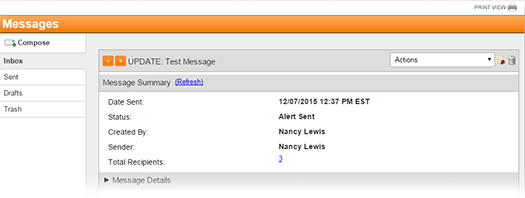 PRINT VIEW
Messages
Compose
Inbox
Sent
Drafts
Trash
UPDATE: Test Message
Actions
Message Summary (Refresh)
Date Sent: 12/07/2015 12:37 PM EST
Status: Alert Sent
Created By: Nancy Lewis
Sender: Nancy Lewis
Total Recipients: 3
Message Details